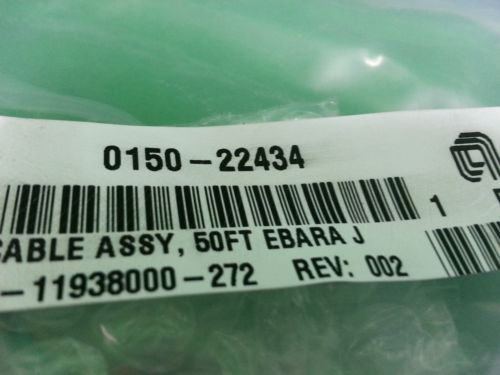 0150-22434
1
CABLE ASSY, 50FT EBARA J
-11938000-272 REV: 002